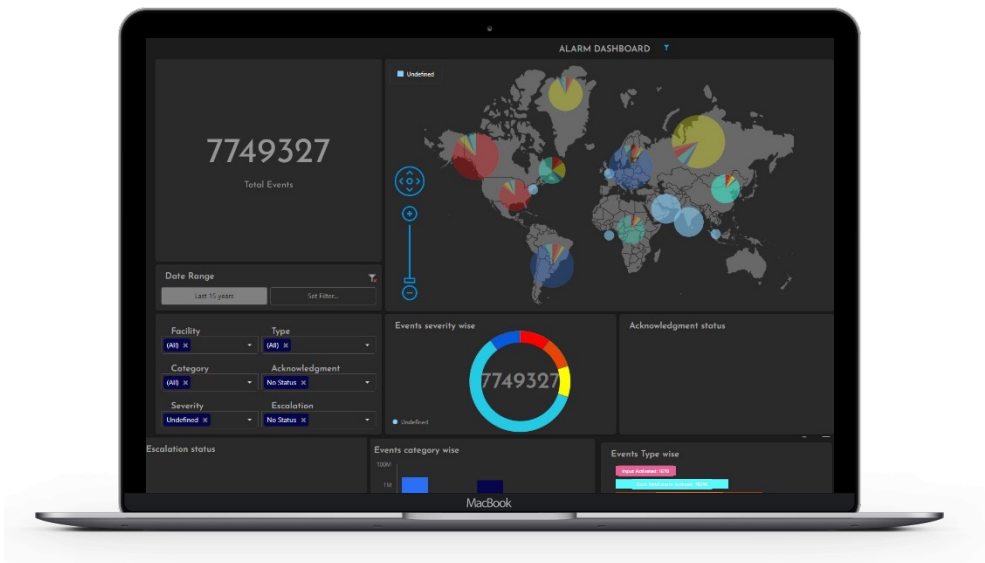 ALARM DASHBOARD
Undefined
7749327
Total Events
Date Range
Last 15 years
Set Filter...
Facility
Type
(All) ×
(All) ×
Category
Acknowledgment
(All) ×
No Status ×
Severity
Escalation
Undefined ×
No Status ×
Events severity wise
7749327
Undefined
Acknowledgment status
Escalation status
Events category wise
100M
1M
Events Type wise
MacBook